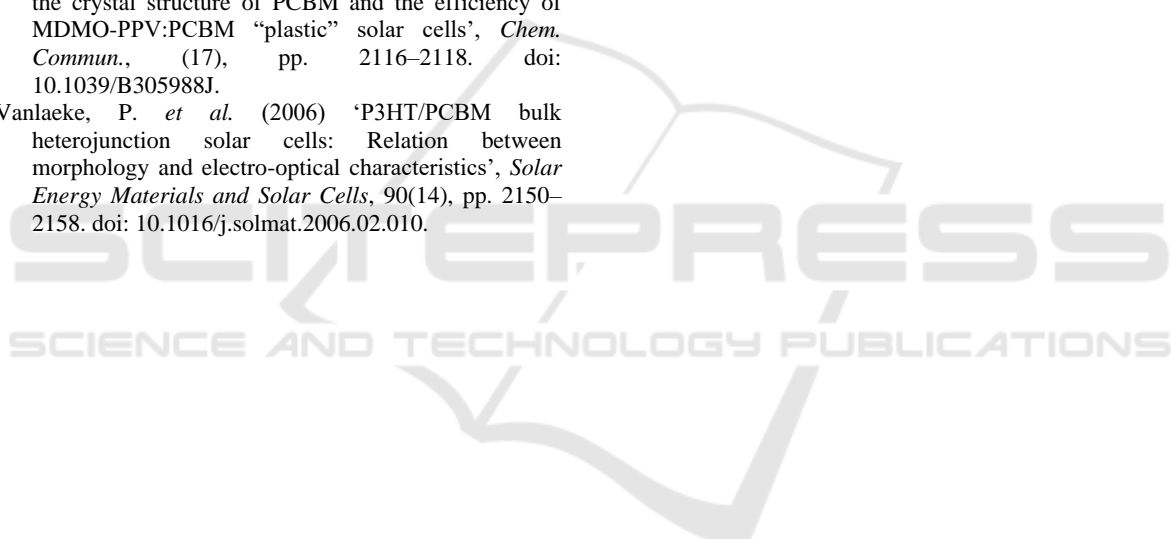 the crystal structure of PCBM and the efficiency of
MDMO-PPV:PCBM “plastic” solar cells’, Chem.
Commun., (17), pp. 2116–2118. doi:
10.1039/B305988J.
Vanlaeke, P. et al. (2006) ‘P3HT/PCBM bulk
heterojunction solar cells: Relation between
morphology and electro-optical characteristics’, Solar
Energy Materials and Solar Cells, 90(14), pp. 2150–
2158. doi: 10.1016/j.solmat.2006.02.010.
SCITEPRESS
SCIENCE AND TECHNOLOGY PUBLICATIONS